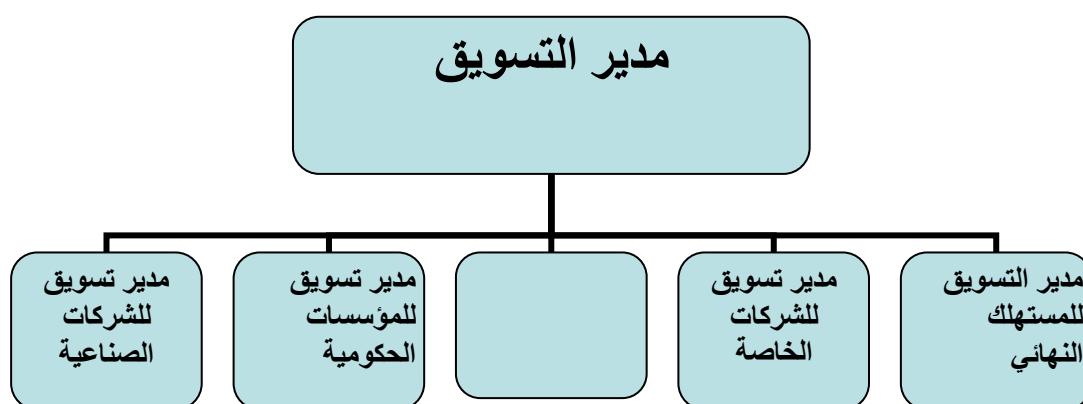 مدير التسويق
مدير التسويق
للمستهلك
النهائي
مدير تسويق
للشركات
الخاصة
مدير تسويق
للمؤسسات
الحكومية
مدير تسويق
للشركات
الصناعية